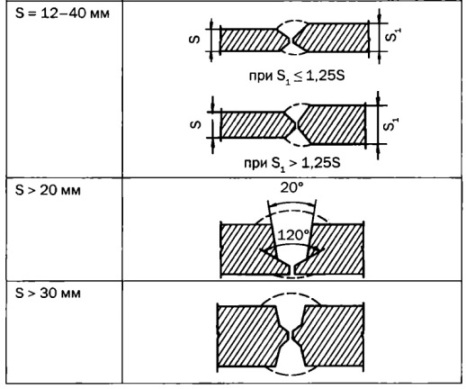 S = 12–40 мм
S
S₁
при S₁ ≤ 1,25S
S
S₁
при S₁ > 1,25S
S > 20 мм
20°
120°
S > 30 мм